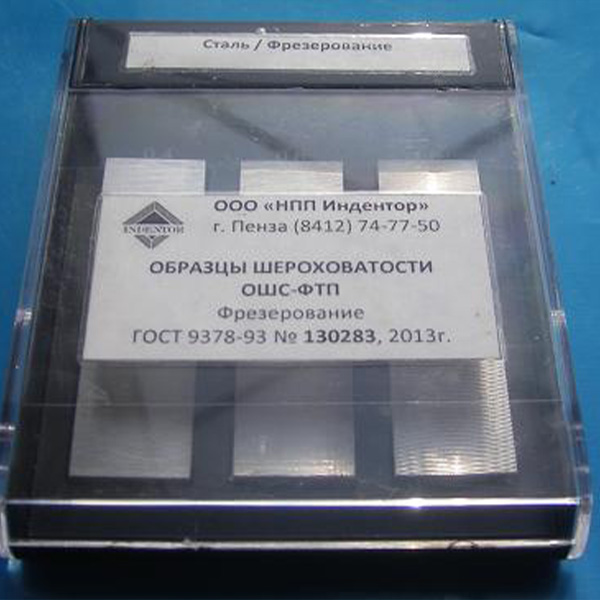 Сталь / Фрезерование
INDENTOR
ООО «НПП Индентор»
г. Пенза (8412) 74-77-50
ОБРАЗЦЫ ШЕРОХОВАТОСТИ
ОШС-ФТП
Фрезерование
ГОСТ 9378-93 № 130283, 2013г.